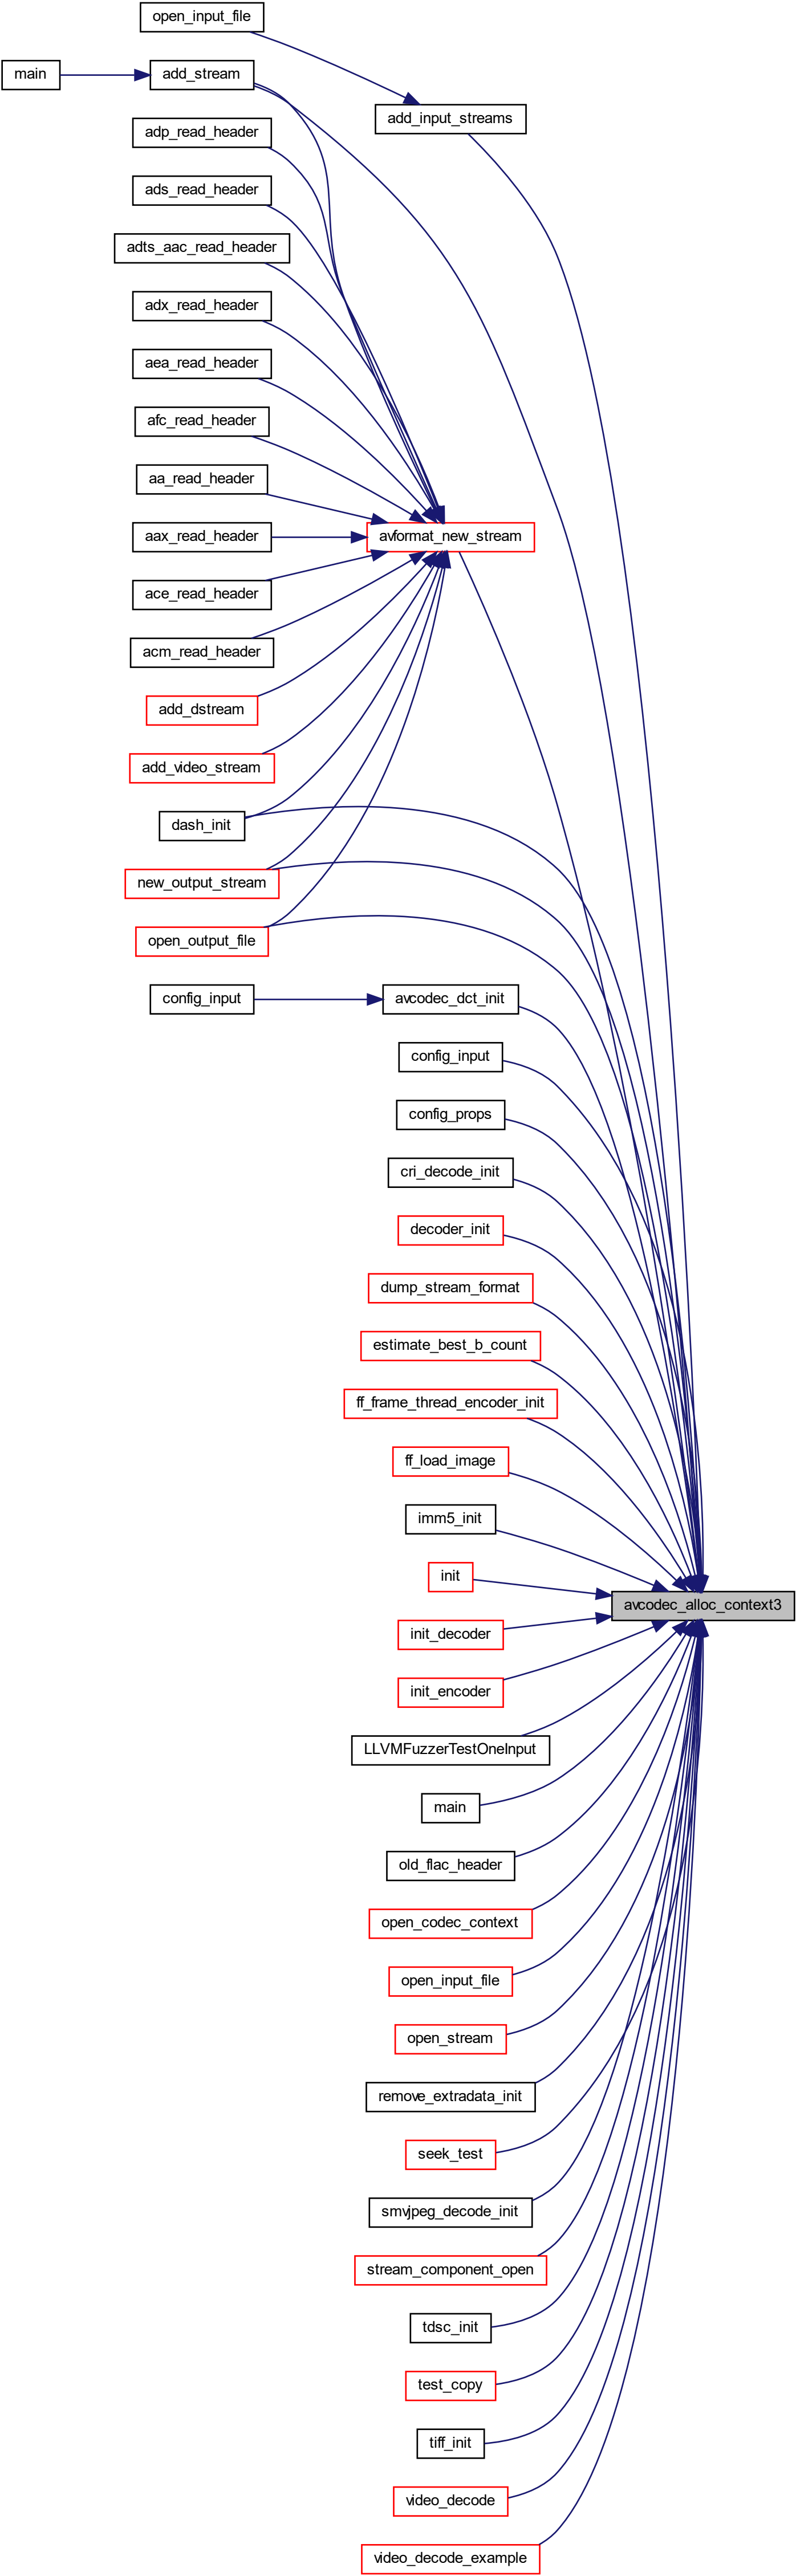 open_input_file
main
add_stream
add_input_streams
adp_read_header
ads_read_header
adts_aac_read_header
adx_read_header
aea_read_header
afc_read_header
aa_read_header
avformat_new_stream
aax_read_header
ace_read_header
acm_read_header
add_dstream
add_video_stream
dash_init
new_output_stream
open_output_file
config_input
avcodec_dct_init
config_input
config_props
cri_decode_init
decoder_init
dump_stream_format
estimate_best_b_count
ff_frame_thread_encoder_init
ff_load_image
imm5_init
init
avcodec_alloc_context3
init_decoder
init_encoder
LLVMFuzzerTestOneInput
main
old_flac_header
open_codec_context
open_input_file
open_stream
remove_extradata_init
seek_test
smvjpeg_decode_init
stream_component_open
tdsc_init
test_copy
tiff_init
video_decode
video_decode_example